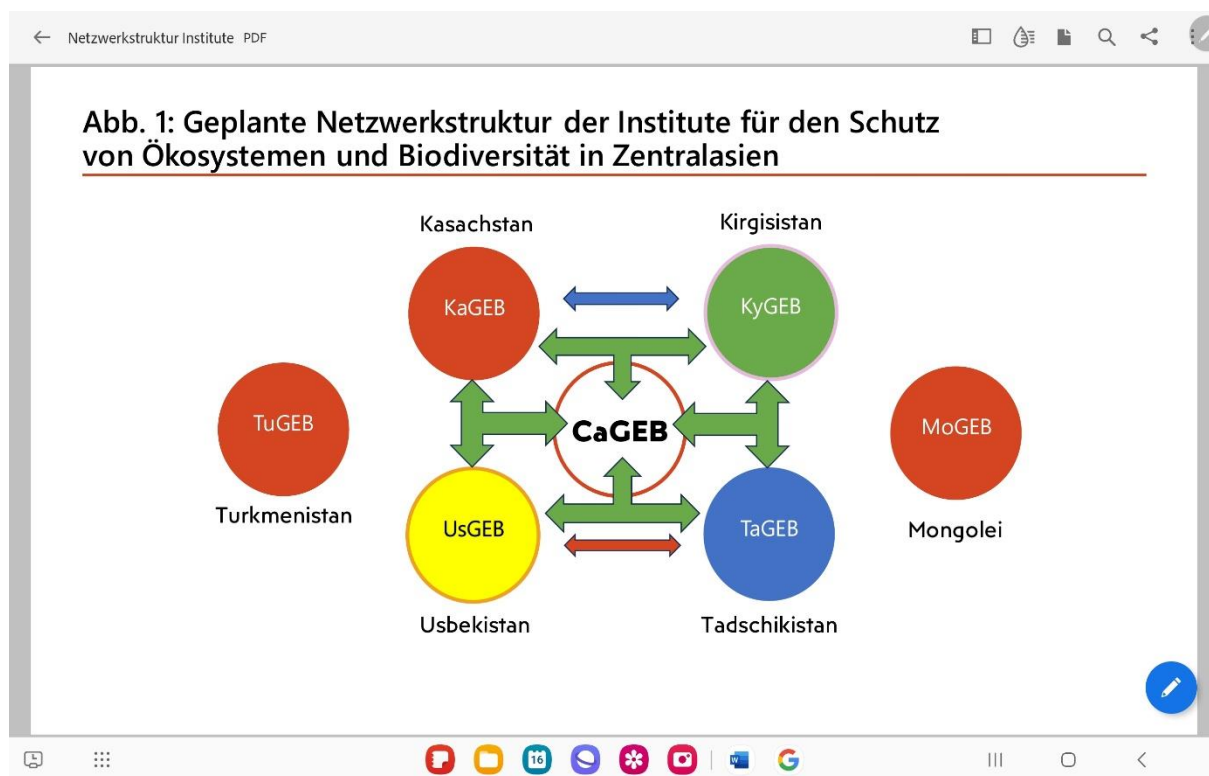 Netzwerkstruktur Institute PDF
Abb. 1: Geplante Netzwerkstruktur der Institute für den Schutz
von Ökosystemen und Biodiversität in Zentralasien
Kasachstan
Kirgisistan
KaGEB
KyGEB
TuGEB
CaGEB
MoGEB
Turkmenistan
Mongolei
UsGEB
TaGEB
Usbekistan
Tadschikistan
16
W
G